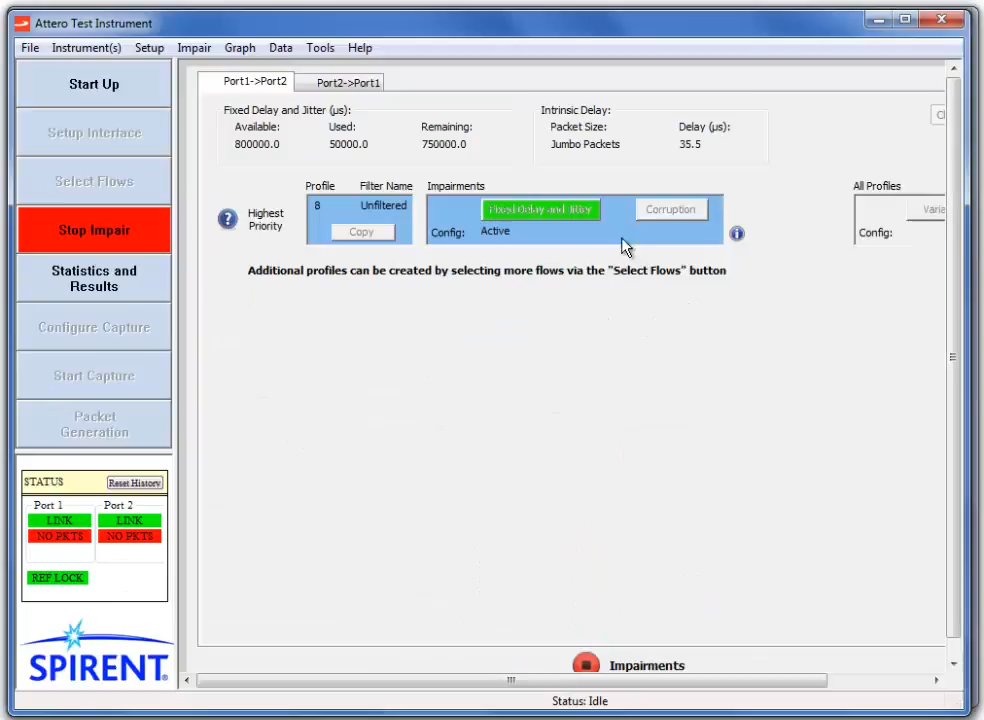 Attero Test Instrument
File Instrument(s) Setup Impair Graph Data Tools Help
Start Up
Setup Interface
Select Flows
Stop Impair
Statistics and
Results
Configure Capture
Start Capture
Packet
Generation
STATUS Reset History
Port 1 Port 2
LINK LINK
NO PKTS NO PKTS
REF LOCK
SPIRENT
Port1->Port2 Port2->Port1
Fixed Delay and Jitter (µs): Intrinsic Delay:
Available: Used: Remaining: Packet Size: Delay (µs):
800000.0 50000.0 750000.0 Jumbo Packets 35.5
Profile Filter Name Impairments All Profiles
Highest
Priority
8 Unfiltered Fixed Delay and Jitter Corruption
Copy Config: Active Config:
Additional profiles can be created by selecting more flows via the "Select Flows" button
Impairments
Status: Idle